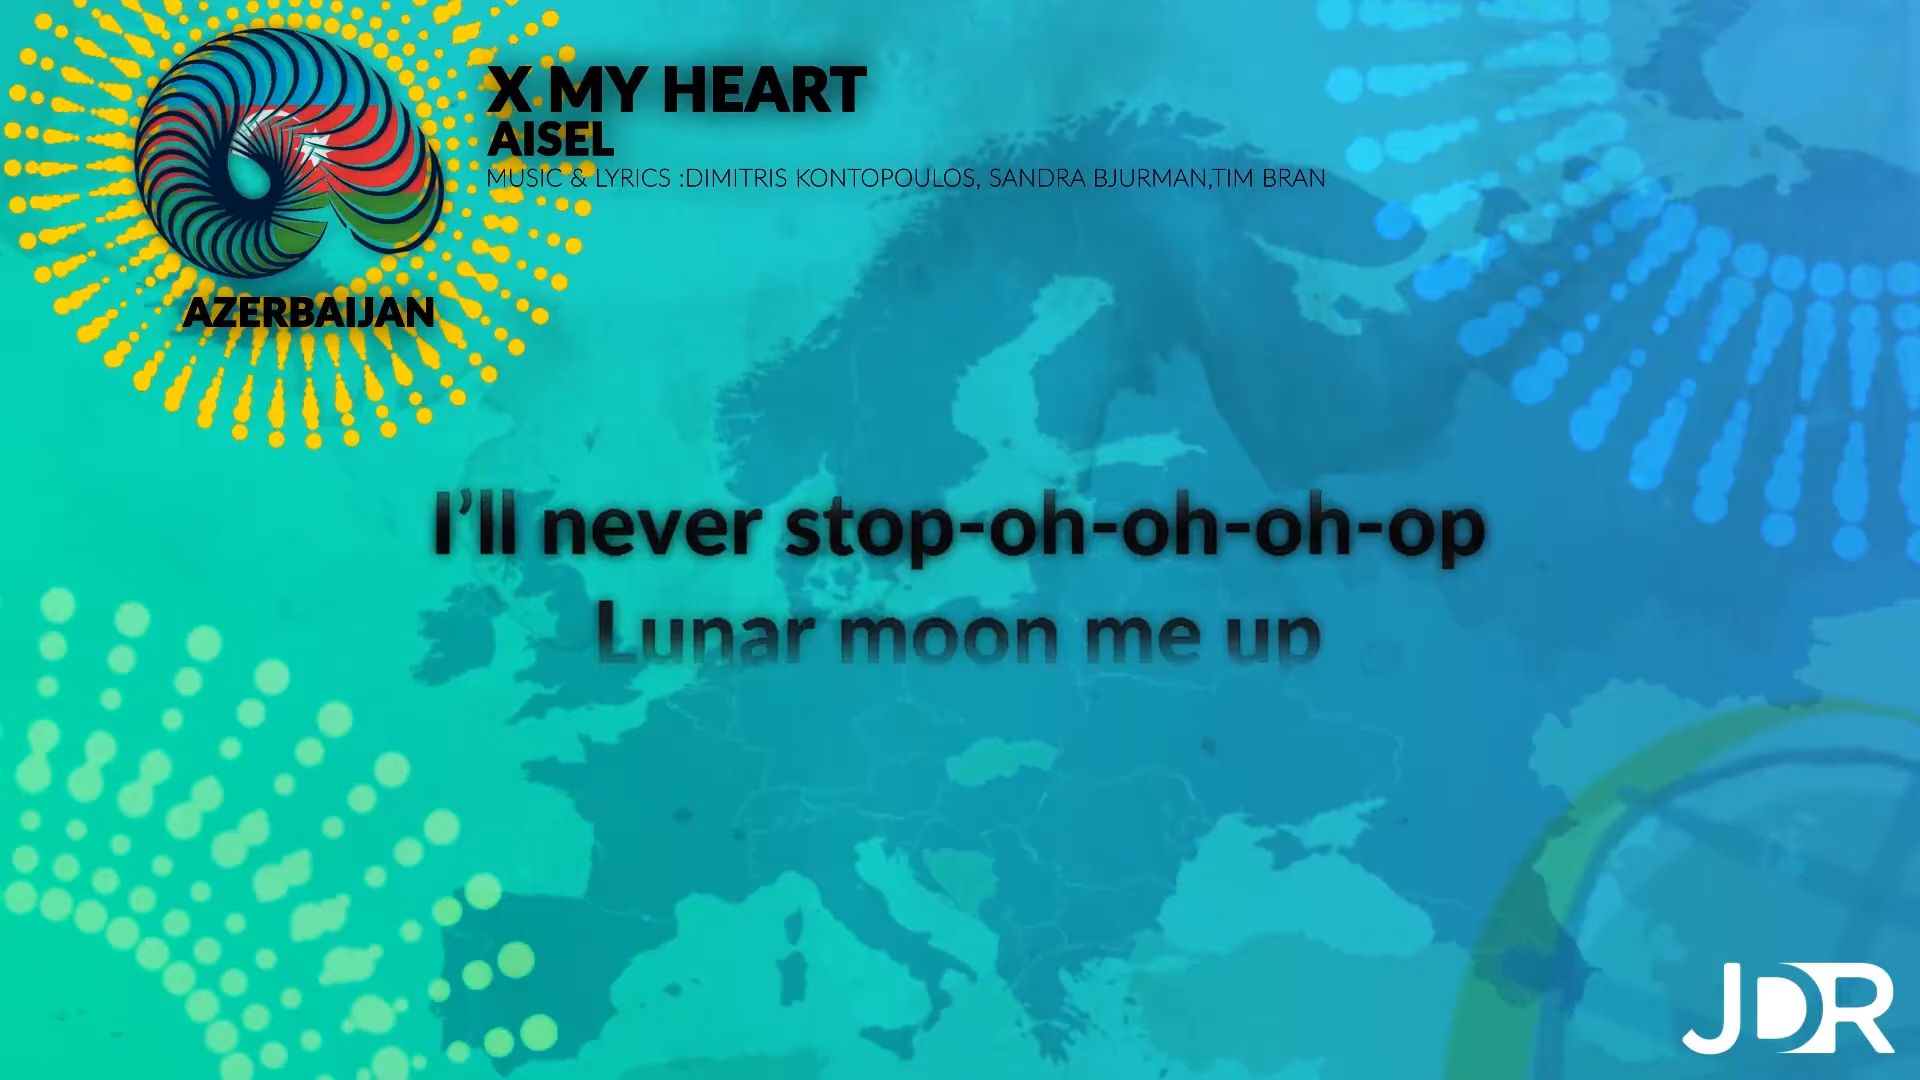 X MY HEART
AISEL
MUSIC & LYRICS :DIMITRIS KONTOPOULOS, SANDRA BJURMAN,TIM BRAN
AZERBAIJAN
I’ll never stop-oh-oh-oh-op
Lunar moon me up
JDR